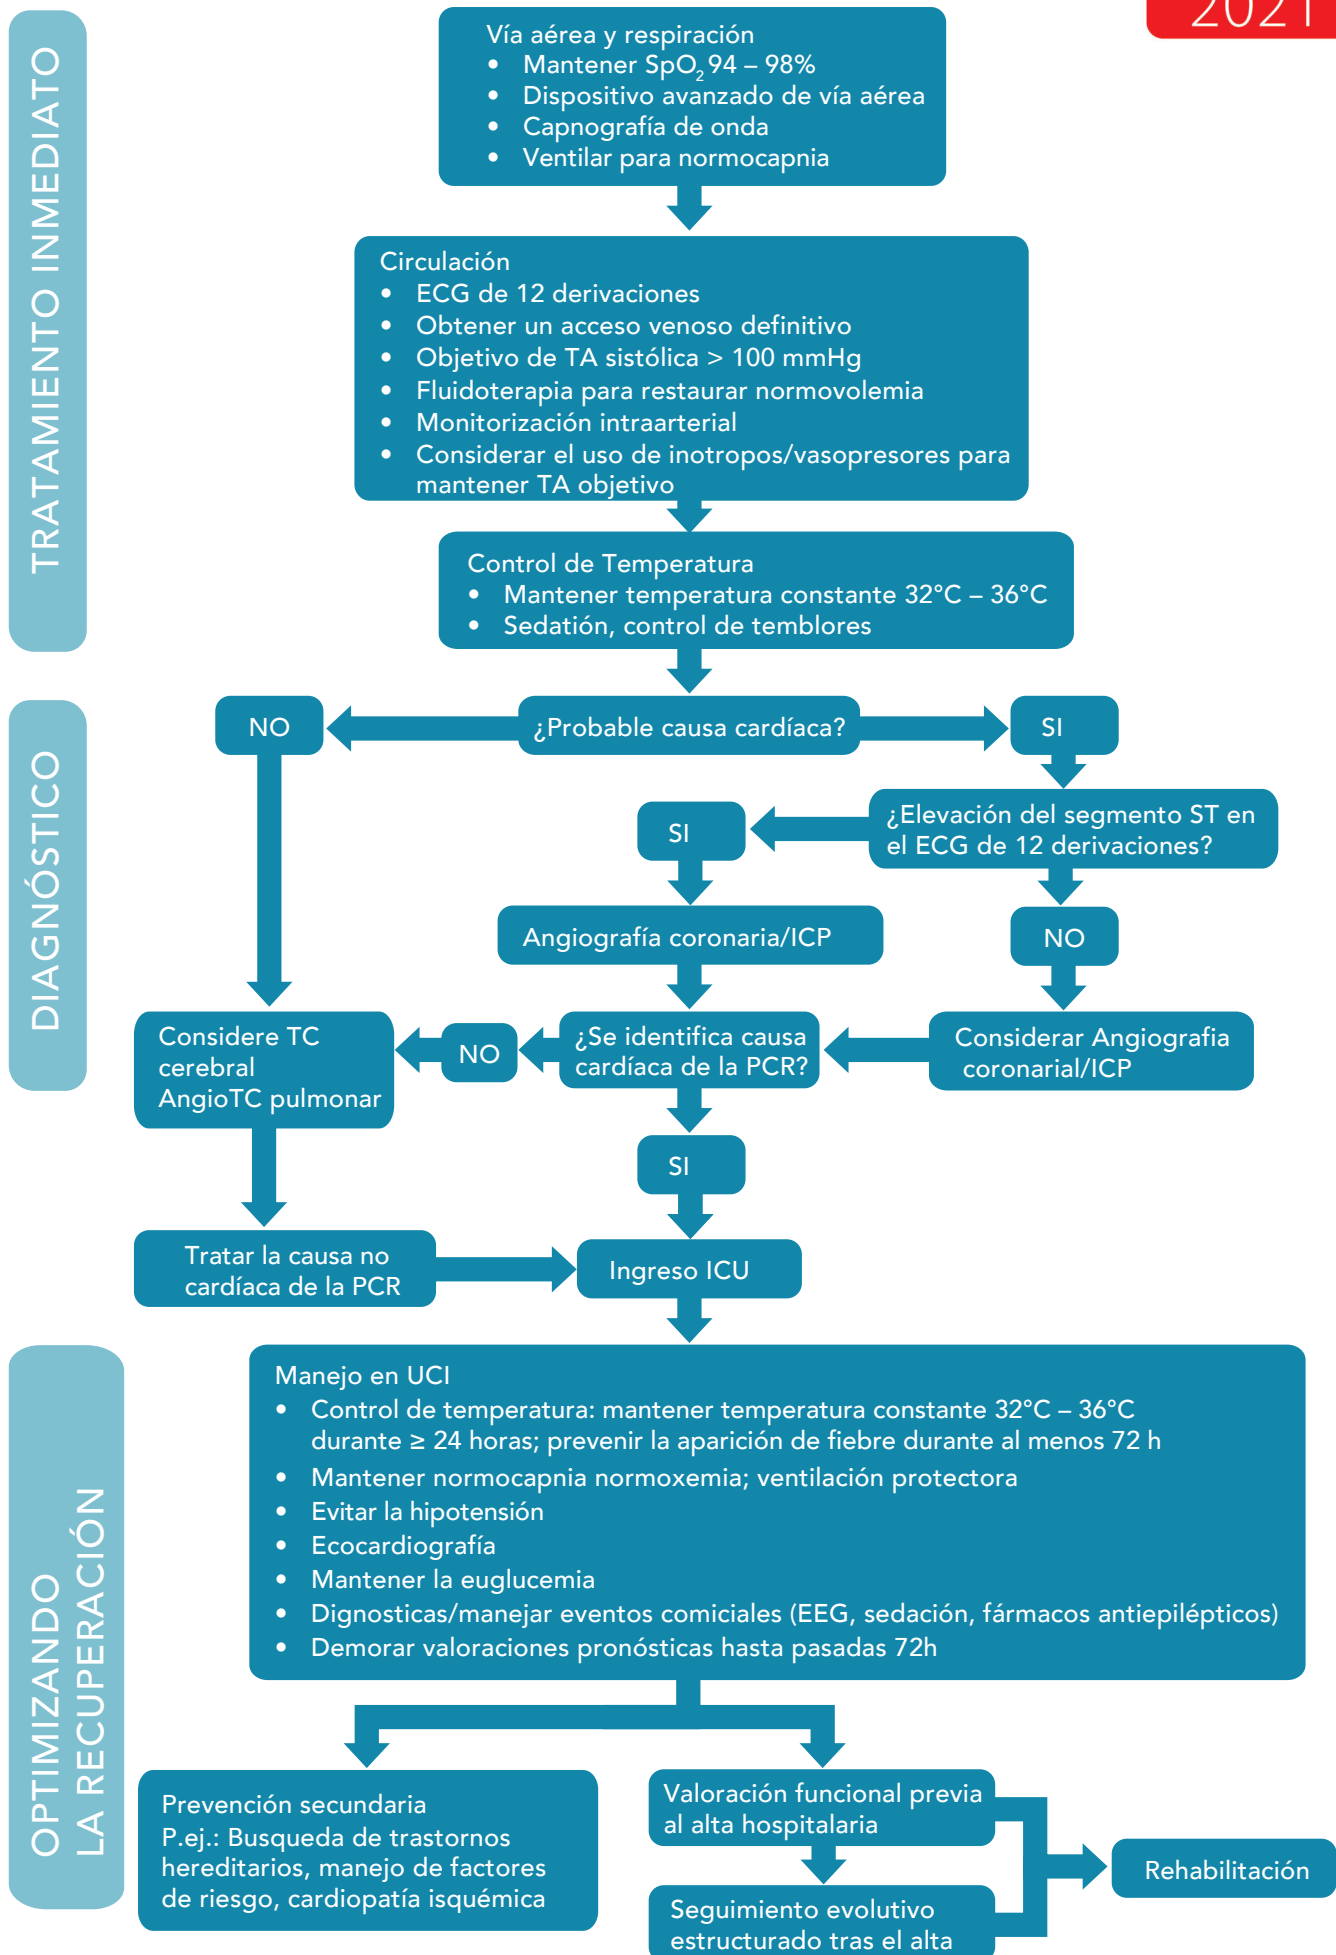 2021
TRATAMIENTO INMEDIATO
Vía aérea y respiración
• Mantener SpO2 94 – 98%
• Dispositivo avanzado de vía aérea
• Capnografía de onda
• Ventilar para normocapnia
Circulación
• ECG de 12 derivaciones
• Obtener un acceso venoso definitivo
• Objetivo de TA sistólica > 100 mmHg
• Fluidoterapia para restaurar normovolemia
• Monitorización intraarterial
• Considerar el uso de inotropos/vasopresores para
mantener TA objetivo
Control de Temperatura
• Mantener temperatura constante 32°C – 36°C
• Sedatión, control de temblores
DIAGNÓSTICO
NO
¿Probable causa cardíaca?
SI
SI
¿Elevación del segmento ST en
el ECG de 12 derivaciones?
Angiografía coronaria/ICP
NO
Considere TC
cerebral
AngioTC pulmonar
NO
¿Se identifica causa
cardíaca de la PCR?
Considerar Angiografia
coronarial/ICP
SI
Tratar la causa no
cardíaca de la PCR
Ingreso ICU
OPTIMIZANDO
LA RECUPERACIÓN
Manejo en UCI
• Control de temperatura: mantener temperatura constante 32°C – 36°C
durante ≥ 24 horas; prevenir la aparición de fiebre durante al menos 72 h
• Mantener normocapnia normoxemia; ventilación protectora
• Evitar la hipotensión
• Ecocardiografía
• Mantener la euglucemia
• Dignosticas/manejar eventos comiciales (EEG, sedación, fármacos antiepilépticos)
• Demorar valoraciones pronósticas hasta pasadas 72h
Prevención secundaria
P.ej.: Busqueda de trastornos
hereditarios, manejo de factores
de riesgo, cardiopatía isquémica
Valoración funcional previa
al alta hospitalaria
Seguimiento evolutivo
estructurado tras el alta
Rehabilitación